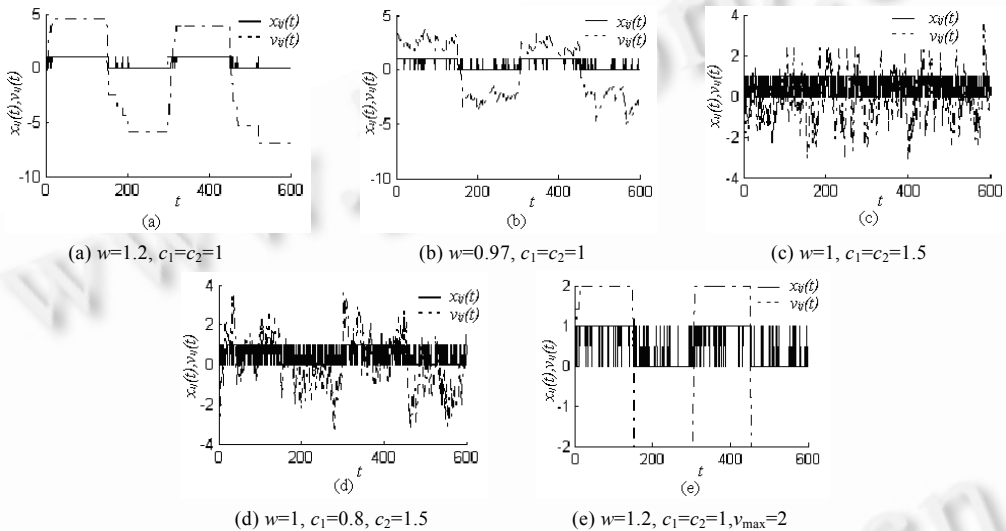 5
0
-5
-10
x_ij(t),v_ij(t)
x_ij(t)
v_ij(t)
0 200 400 600
t
(a)
5
0
-5
-10
x_ij(t),v_ij(t)
x_ij(t)
v_ij(t)
0 200 400 600
t
(b)
4
2
0
-2
-4
x_ij(t),v_ij(t)
x_ij(t)
v_ij(t)
0 200 400 600
t
(c)
(a) w=1.2, c₁=c₂=1
(b) w=0.97, c₁=c₂=1
(c) w=1, c₁=c₂=1.5
4
2
0
-2
-4
x_ij(t),v_ij(t)
x_ij(t)
v_ij(t)
0 200 400 600
t
(d)
2
1
0
-1
-2
x_ij(t),v_ij(t)
x_ij(t)
v_ij(t)
0 200 400 600
t
(e)
(d) w=1, c₁=0.8, c₂=1.5
(e) w=1.2, c₁=c₂=1,v_max=2